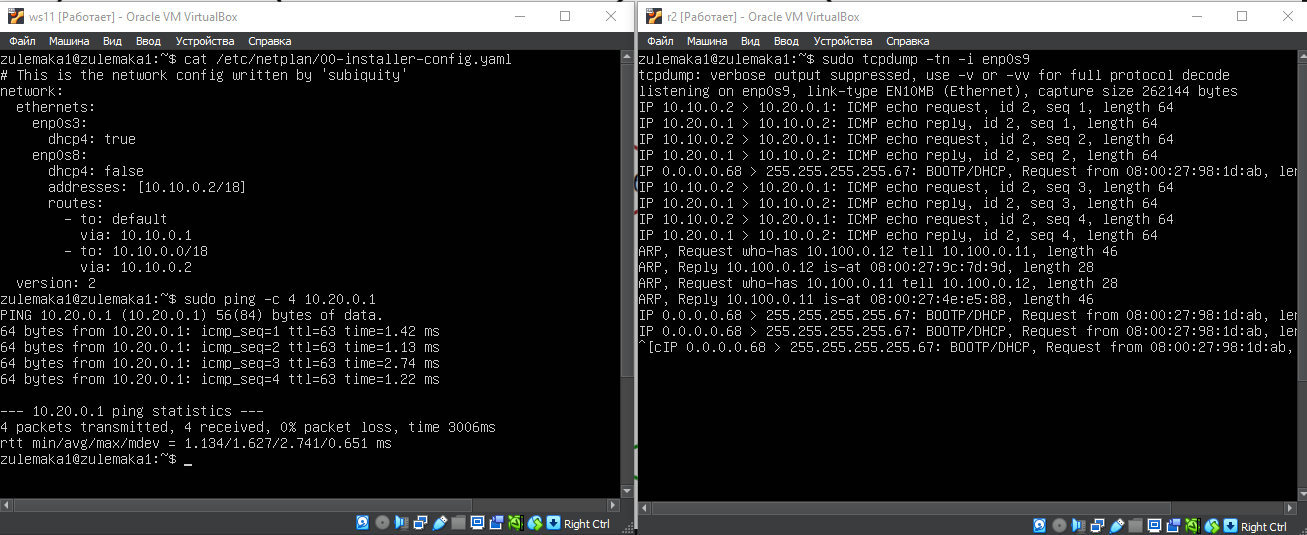 ws11 [Работает] - Oracle VM VirtualBox
Файл Машина Вид Ввод Устройства Справка
zulemaka1@zulemaka1:~$ cat /etc/netplan/00-installer-config.yaml
# This is the network config written by 'subiquity'
network:
  ethernets:
    enp0s3:
      dhcp4: true
    enp0s8:
      dhcp4: false
      addresses: [10.10.0.2/18]
      routes:
        - to: default
          via: 10.10.0.1
        - to: 10.10.0.0/18
          via: 10.10.0.2
  version: 2
zulemaka1@zulemaka1:~$ sudo ping -c 4 10.20.0.1
PING 10.20.0.1 (10.20.0.1) 56(84) bytes of data.
64 bytes from 10.20.0.1: icmp_seq=1 ttl=63 time=1.42 ms
64 bytes from 10.20.0.1: icmp_seq=2 ttl=63 time=1.13 ms
64 bytes from 10.20.0.1: icmp_seq=3 ttl=63 time=2.74 ms
64 bytes from 10.20.0.1: icmp_seq=4 ttl=63 time=1.22 ms
--- 10.20.0.1 ping statistics ---
4 packets transmitted, 4 received, 0% packet loss, time 3006ms
rtt min/avg/max/mdev = 1.134/1.627/2.741/0.651 ms
zulemaka1@zulemaka1:~$ _
Right Ctrl
r2 [Работает] - Oracle VM VirtualBox
Файл Машина Вид Ввод Устройства Справка
zulemaka1@zulemaka1:~$ sudo tcpdump -tn -i enp0s9
tcpdump: verbose output suppressed, use -v or -vv for full protocol decode
listening on enp0s9, link-type EN10MB (Ethernet), capture size 262144 bytes
IP 10.10.0.2 > 10.20.0.1: ICMP echo request, id 2, seq 1, length 64
IP 10.20.0.1 > 10.10.0.2: ICMP echo reply, id 2, seq 1, length 64
IP 10.10.0.2 > 10.20.0.1: ICMP echo request, id 2, seq 2, length 64
IP 10.20.0.1 > 10.10.0.2: ICMP echo reply, id 2, seq 2, length 64
IP 0.0.0.0.68 > 255.255.255.255.67: BOOTP/DHCP, Request from 08:00:27:98:1d:ab, len
IP 10.10.0.2 > 10.20.0.1: ICMP echo request, id 2, seq 3, length 64
IP 10.20.0.1 > 10.10.0.2: ICMP echo reply, id 2, seq 3, length 64
IP 10.10.0.2 > 10.20.0.1: ICMP echo request, id 2, seq 4, length 64
IP 10.20.0.1 > 10.10.0.2: ICMP echo reply, id 2, seq 4, length 64
ARP, Request who-has 10.100.0.12 tell 10.100.0.11, length 46
ARP, Reply 10.100.0.12 is-at 08:00:27:9c:7d:9d, length 28
ARP, Request who-has 10.100.0.11 tell 10.100.0.12, length 28
ARP, Reply 10.100.0.11 is-at 08:00:27:4e:e5:88, length 46
IP 0.0.0.0.68 > 255.255.255.255.67: BOOTP/DHCP, Request from 08:00:27:98:1d:ab, len
IP 0.0.0.0.68 > 255.255.255.255.67: BOOTP/DHCP, Request from 08:00:27:98:1d:ab, len
^[cIP 0.0.0.0.68 > 255.255.255.255.67: BOOTP/DHCP, Request from 08:00:27:98:1d:ab,
Right Ctrl